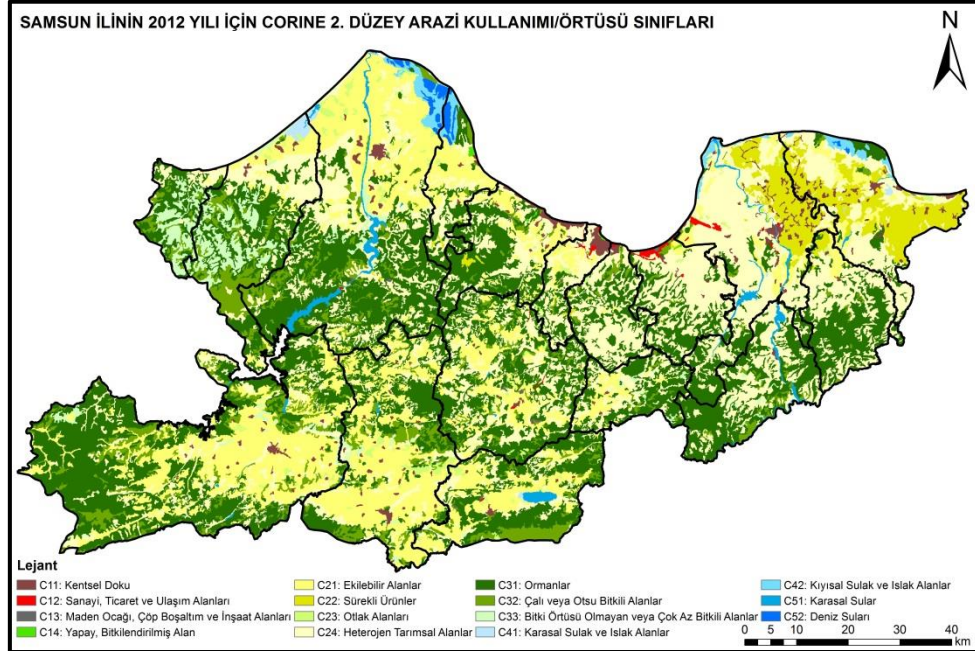 SAMSUN İLİNİN 2012 YILI İÇİN CORINE 2. DÜZEY ARAZİ KULLANIMI/ÖRTÜSÜ SINIFLARI
N
Lejant
C11: Kentsel Doku
C12: Sanayi, Ticaret ve Ulaşım Alanları
C13: Maden Ocağı, Çöp Boşaltım ve İnşaat Alanları
C14: Yapay, Bitkilendirilmiş Alan
C21: Ekilebilir Alanlar
C22: Sürekli Ürünler
C23: Otlak Alanları
C24: Heterojen Tarımsal Alanlar
C31: Ormanlar
C32: Çalı veya Otsu Bitkili Alanlar
C33: Bitki Örtüsü Olmayan veya Çok Az Bitkili Alanlar
C41: Karasal Sulak ve Islak Alanlar
C42: Kıyısal Sulak ve Islak Alanlar
C51: Karasal Sular
C52: Deniz Suları
0 5 10 20 30 40
km